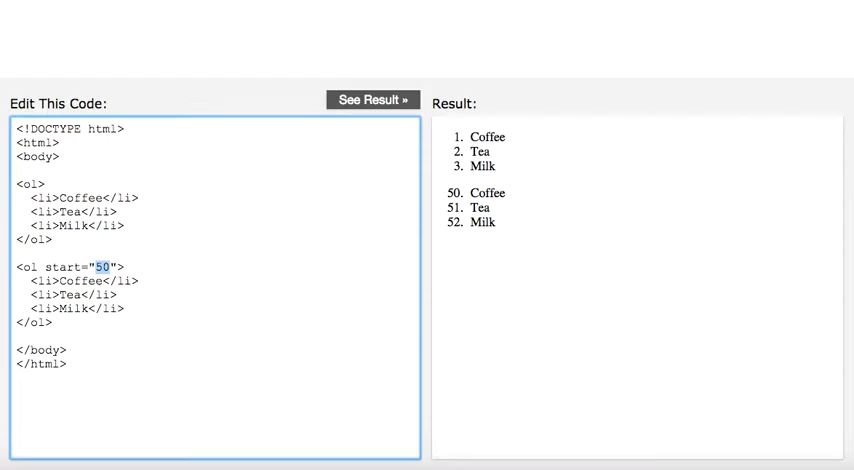 Edit This Code:
See Result »
<!DOCTYPE html>
<html>
<body>
<ol>
<li>Coffee</li>
<li>Tea</li>
<li>Milk</li>
</ol>
<ol start="50">
<li>Coffee</li>
<li>Tea</li>
<li>Milk</li>
</ol>
</body>
</html>
Result:
1. Coffee
2. Tea
3. Milk
50. Coffee
51. Tea
52. Milk